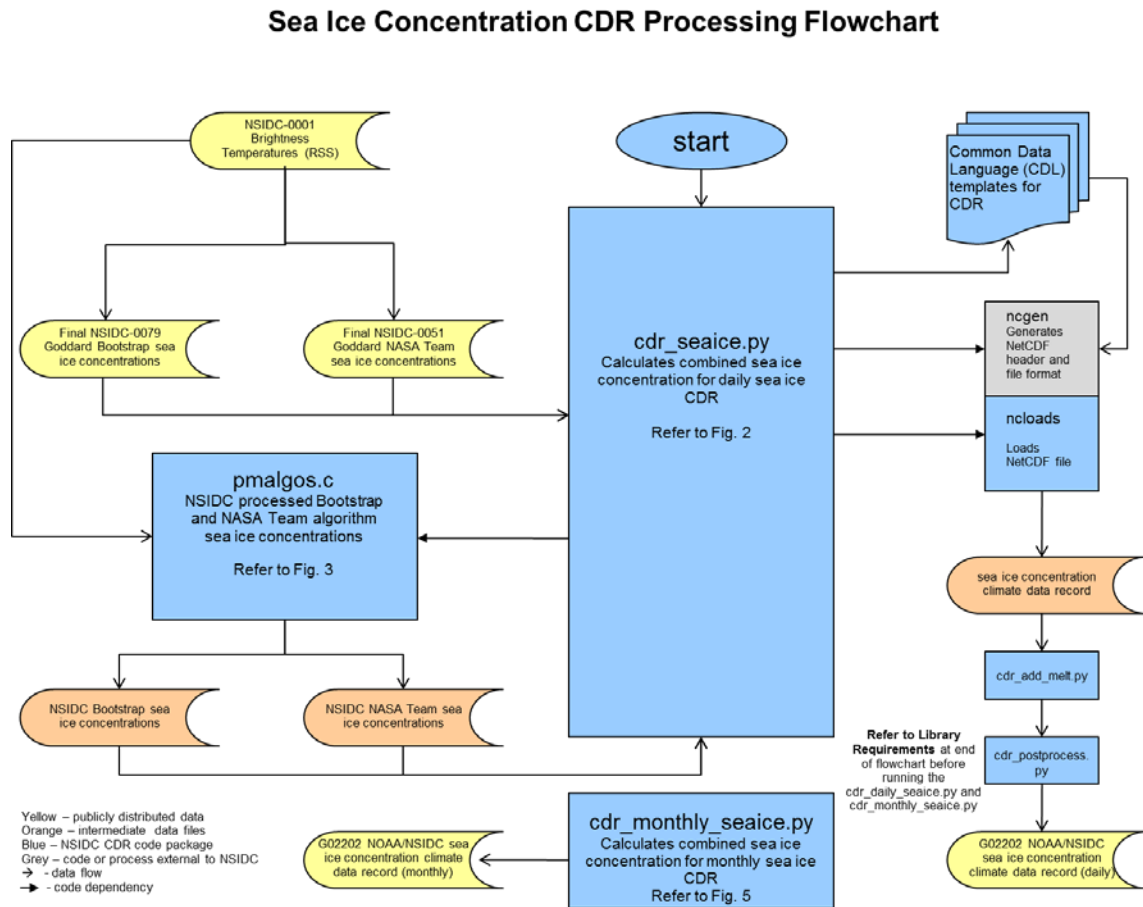 Sea Ice Concentration CDR Processing Flowchart
NSIDC-0001
Brightness
Temperatures (RSS)
start
Common Data
Language (CDL)
templates for
CDR
Final NSIDC-0079
Goddard Bootstrap sea
ice concentrations
Final NSIDC-0051
Goddard NASA Team
sea ice concentrations
cdr_seaice.py
Calculates combined sea ice
concentration for daily sea ice
CDR
Refer to Fig. 2
ncgen
Generates
NetCDF
header and
file format
ncloads
Loads
NetCDF file
pmalgos.c
NSIDC processed Bootstrap
and NASA Team algorithm
sea ice concentrations
Refer to Fig. 3
sea ice concentration
climate data record
cdr_add_melt.py
NSIDC Bootstrap sea
ice concentrations
NSIDC NASA Team sea
ice concentrations
Refer to Library
Requirements at end
of flowchart before
running the
cdr_daily_seaice.py and
cdr_monthly_seaice.py
cdr_postprocess.
py
Yellow – publicly distributed data
Orange – intermediate data files
Blue – NSIDC CDR code package
Grey – code or process external to NSIDC
→ - data flow
→ - code dependency
G02202 NOAA/NSIDC sea
ice concentration climate
data record (monthly)
cdr_monthly_seaice.py
Calculates combined sea ice
concentration for monthly sea ice
CDR
Refer to Fig. 5
G02202 NOAA/NSIDC
sea ice concentration
climate data record (daily)